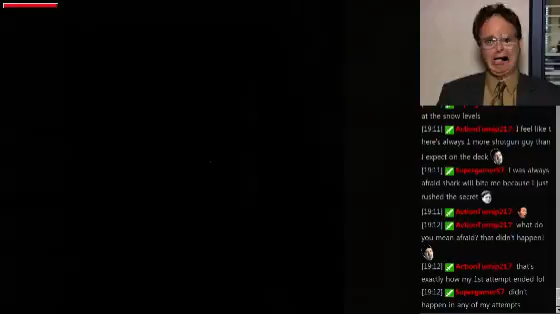 at the snow levels
[19:11] ActionTurnip217: I feel like t
here's always 1 more shotgun guy than
I expect on the deck
[19:11] Supergamer57: I was always
afraid shark will bite me because I just
rushed the secret
[19:11] ActionTurnip217:
[19:12] ActionTurnip217: what do
you mean afraid? that didn't happen!
[19:12] ActionTurnip217: that's
exactly how my 1st attempt ended lol
[19:12] Supergamer57: didn't
happen in any of my attempts